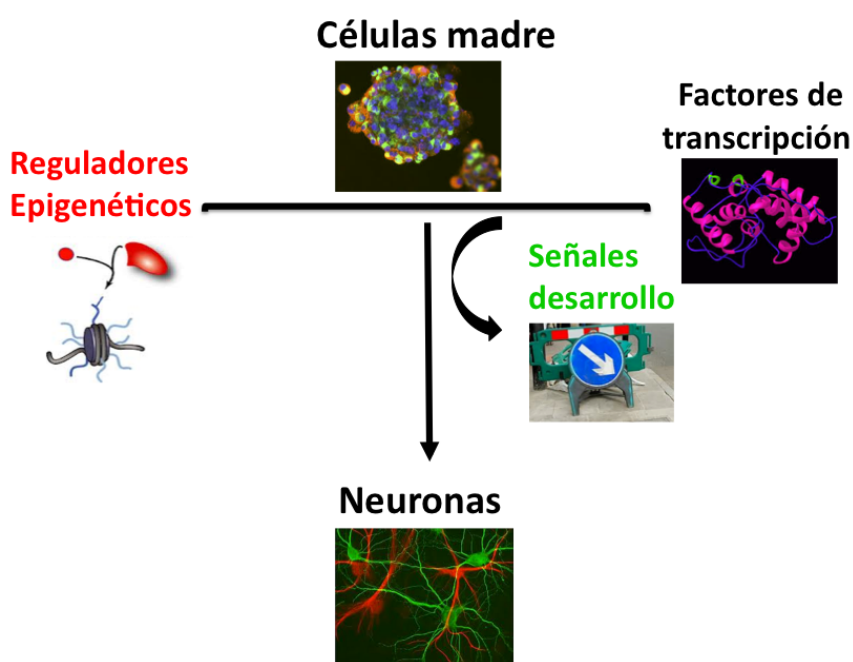 Células madre
Factores de
transcripción
Reguladores
Epigenéticos
Señales
desarrollo
Neuronas